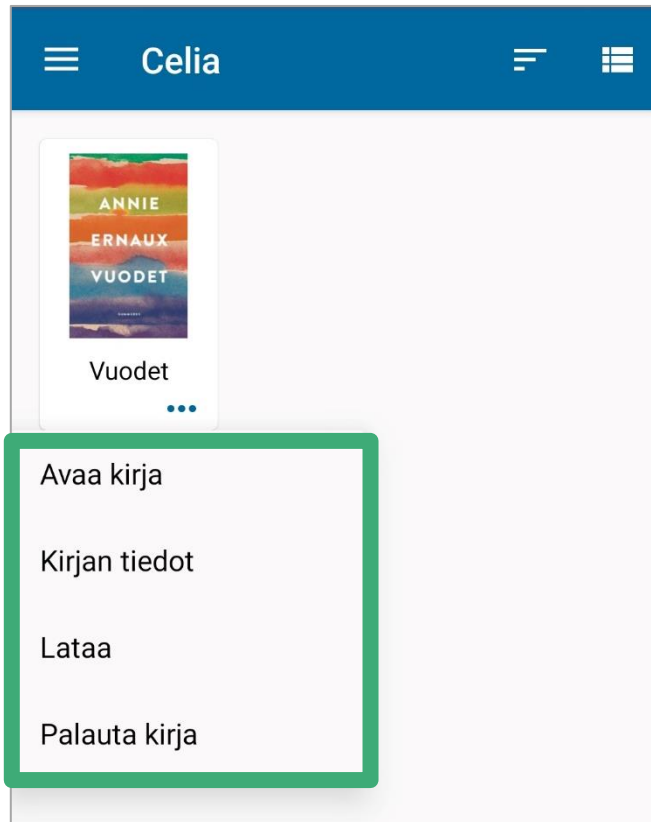 Celia
ANNIE
ERNAUX
VUODET
Vuodet
Avaa kirja
Kirjan tiedot
Lataa
Palauta kirja